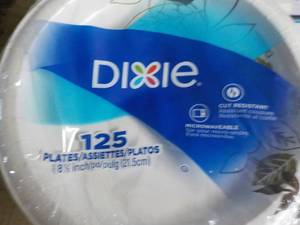 DIXIE
CUT RESISTANT
MICROWAVEABLE
125
PLATES/ASSIETTES/PLATOS
8 ½ inch/po/pulg (21.5cm)